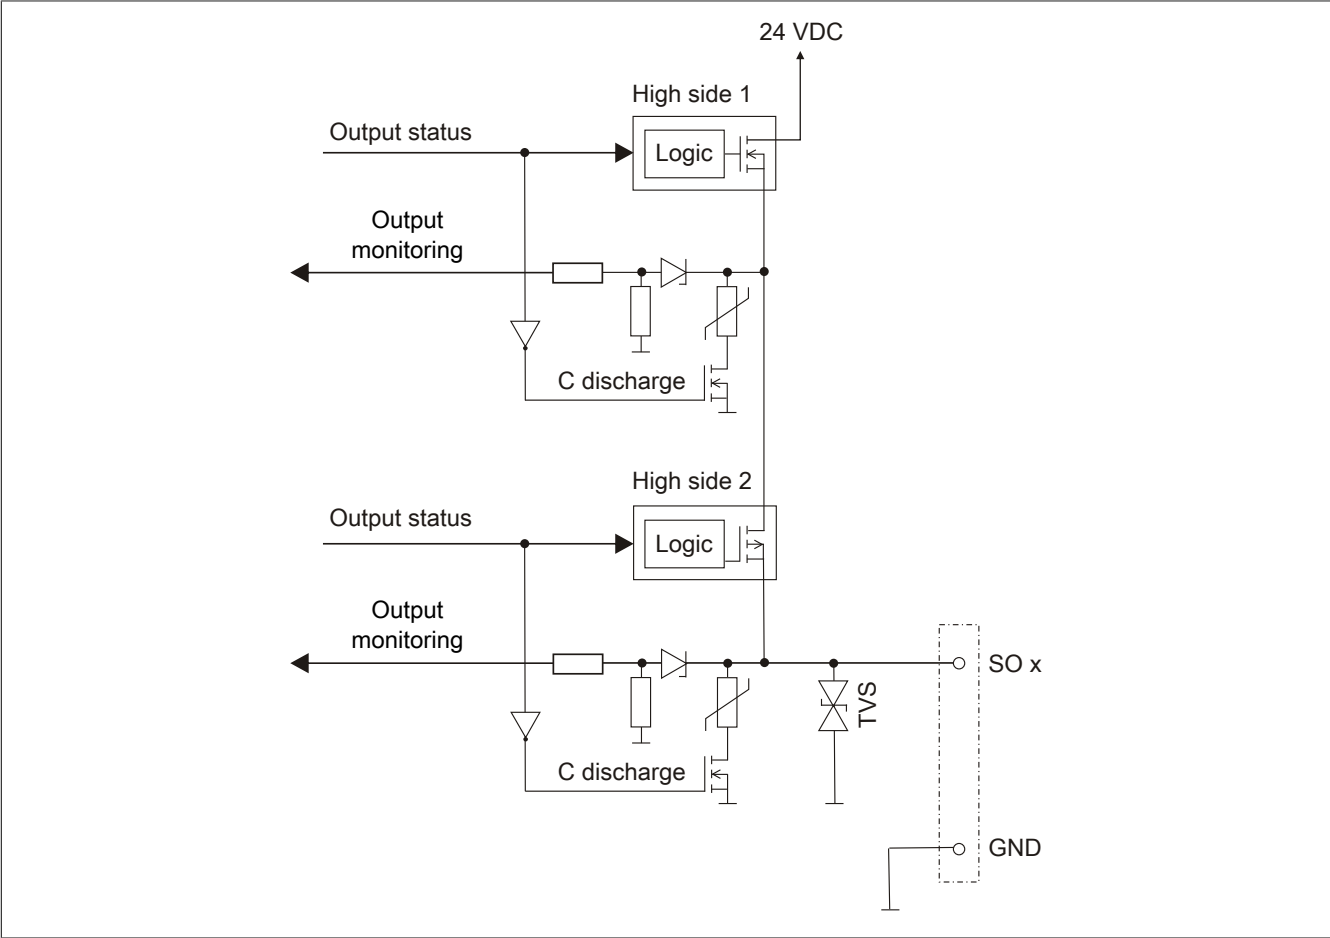 24 VDC
High side 1
Output status
Logic
Output
monitoring
C discharge
High side 2
Output status
Logic
Output
monitoring
SO x
TVS
C discharge
GND